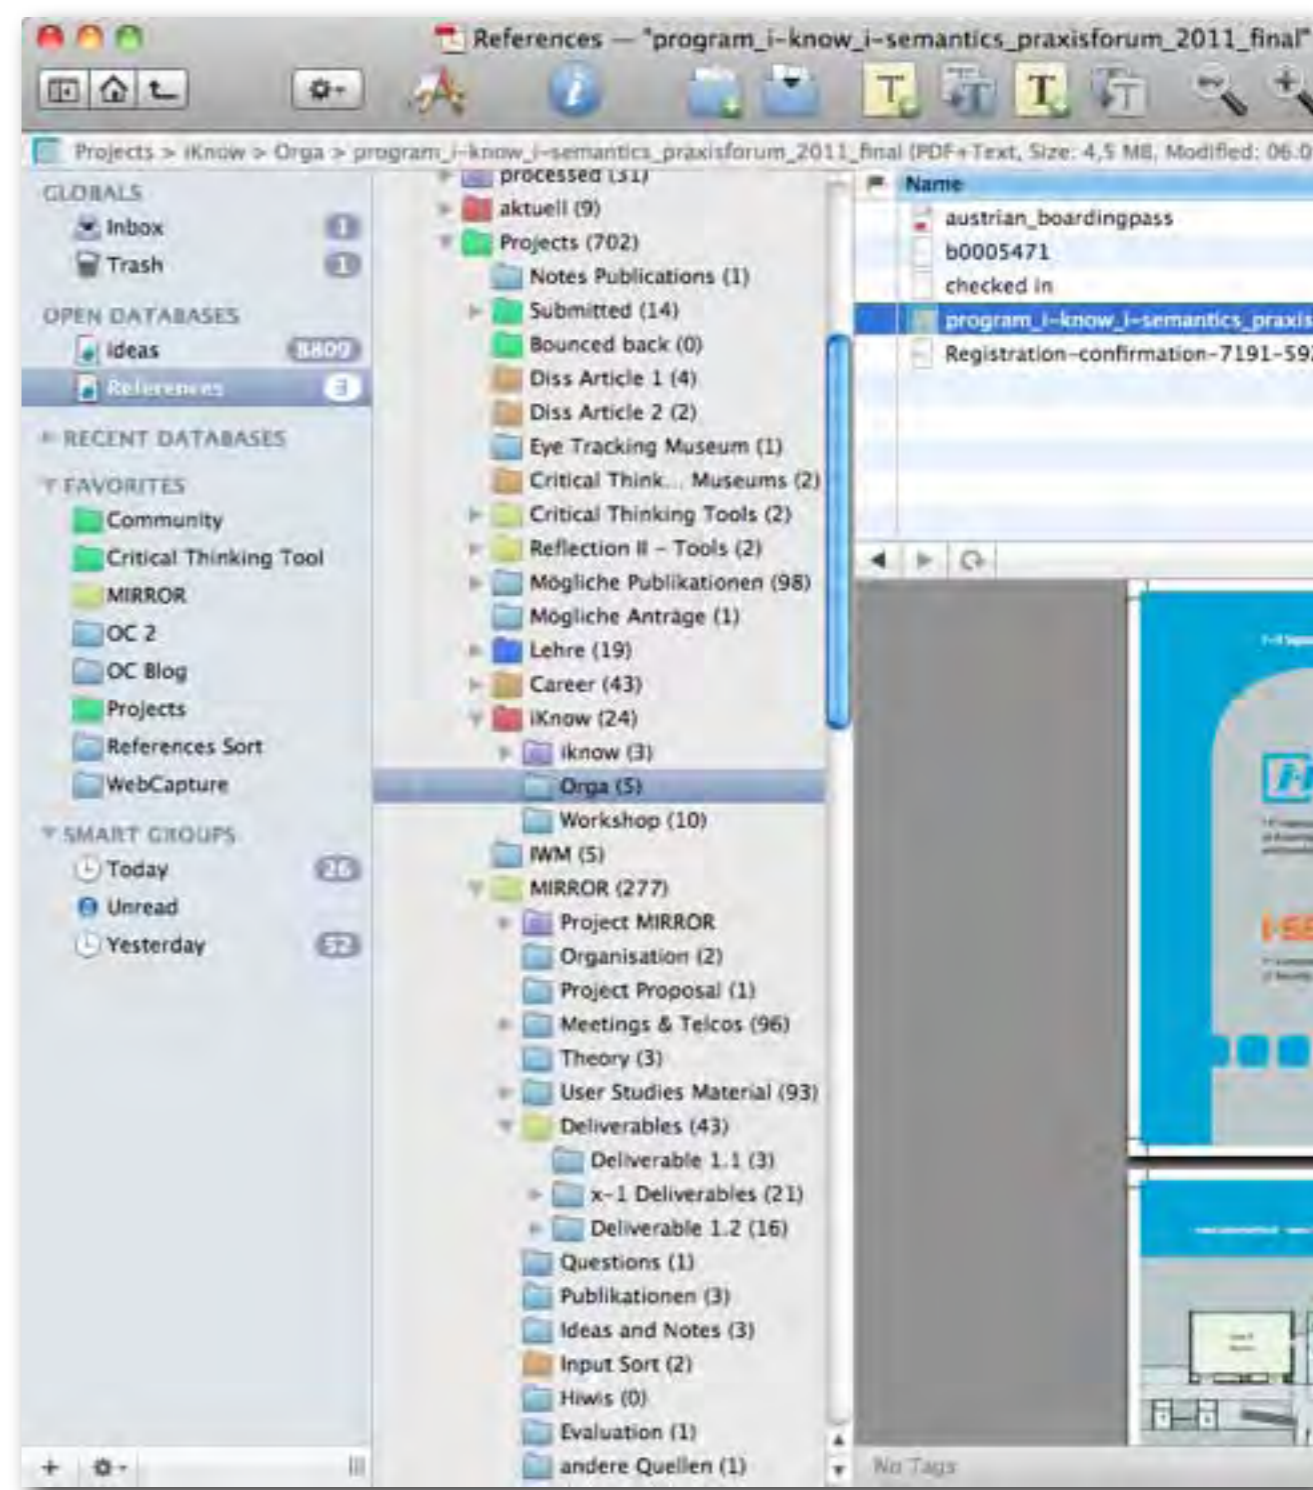 References — "program_i-know_i-semantics_praxisforum_2011_final"
Projects > iKnow > Orga > program_i-know_i-semantics_praxisforum_2011_final (PDF+Text, Size: 4,5 MB, Modified: 06.0
GLOBALS
Inbox 1
Trash 1
OPEN DATABASES
ideas 8809
References 3
RECENT DATABASES
FAVORITES
Community
Critical Thinking Tool
MIRROR
OC 2
OC Blog
Projects
References Sort
WebCapture
SMART GROUPS
Today 26
Unread
Yesterday 52
processed (31)
aktuell (9)
Projects (702)
Notes Publications (1)
Submitted (14)
Bounced back (0)
Diss Article 1 (4)
Diss Article 2 (2)
Eye Tracking Museum (1)
Critical Think... Museums (2)
Critical Thinking Tools (2)
Reflection II – Tools (2)
Mögliche Publikationen (98)
Mögliche Anträge (1)
Lehre (19)
Career (43)
iKnow (24)
iknow (3)
Orga (5)
Workshop (10)
IWM (5)
MIRROR (277)
Project MIRROR
Organisation (2)
Project Proposal (1)
Meetings & Telcos (96)
Theory (3)
User Studies Material (93)
Deliverables (43)
Deliverable 1.1 (3)
x-1 Deliverables (21)
Deliverable 1.2 (16)
Questions (1)
Publikationen (3)
Ideas and Notes (3)
Input Sort (2)
Hiwis (0)
Evaluation (1)
andere Quellen (1)
Name
austrian_boardingpass
b0005471
checked in
program_i-know_i-semantics_praxis
Registration-confirmation-7191-592
No Tags